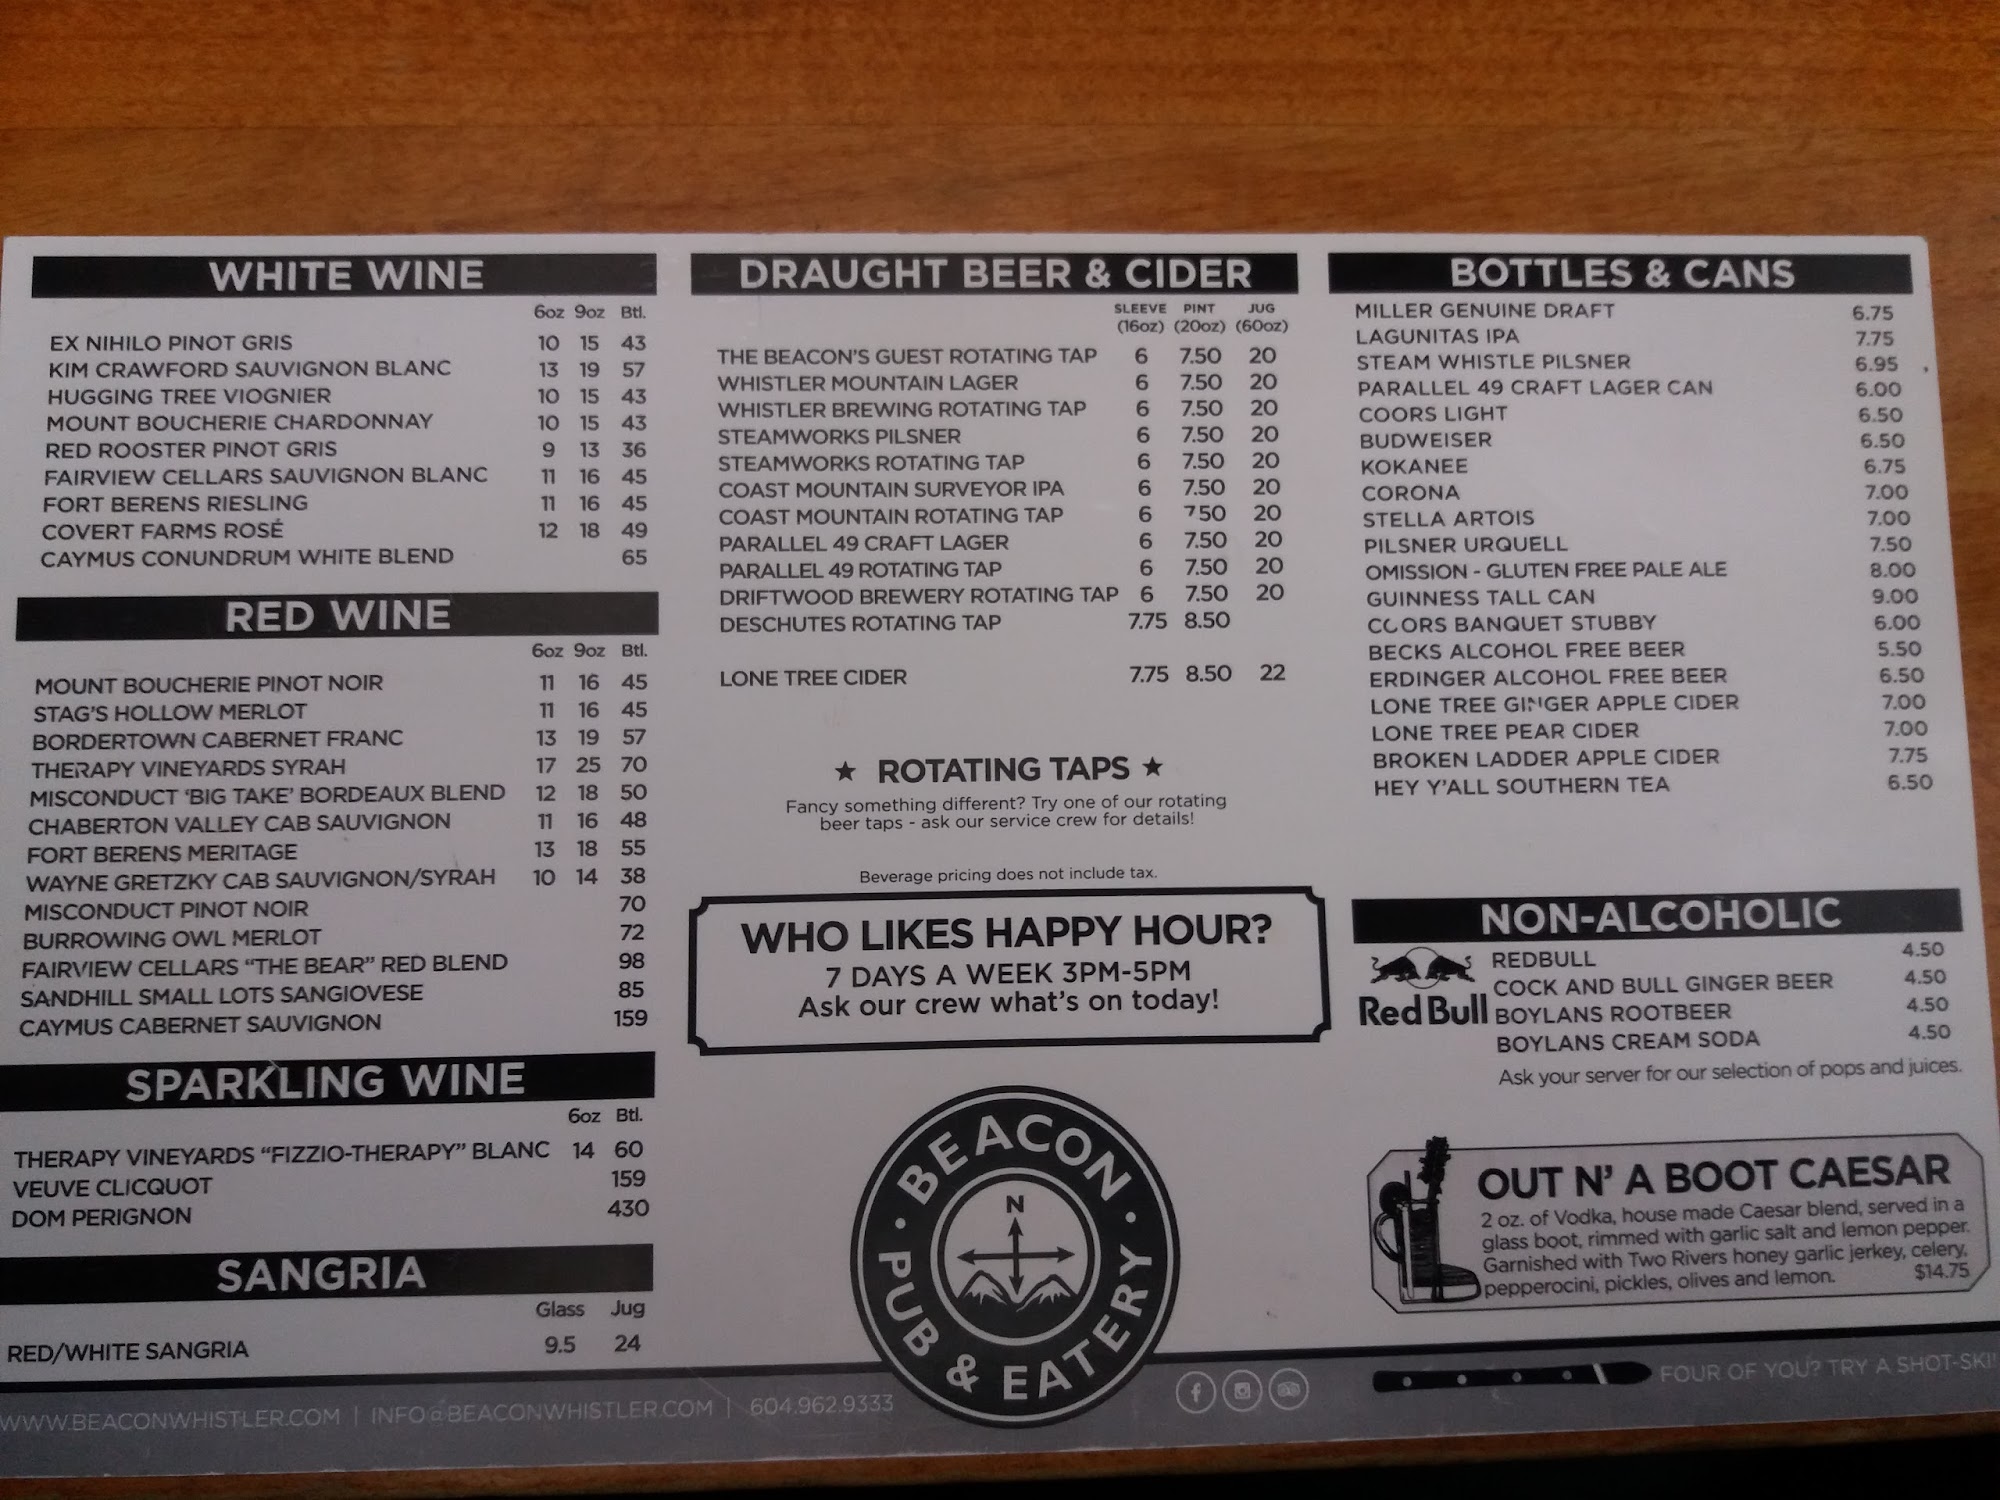 WHITE WINE
6oz 9oz Btl.
EX NIHILO PINOT GRIS 10 15 43
KIM CRAWFORD SAUVIGNON BLANC 13 19 57
HUGGING TREE VIOGNIER 10 15 43
MOUNT BOUCHERIE CHARDONNAY 10 15 43
RED ROOSTER PINOT GRIS 9 13 36
FAIRVIEW CELLARS SAUVIGNON BLANC 11 16 45
FORT BERENS RIESLING 11 16 45
COVERT FARMS ROSÉ 12 18 49
CAYMUS CONUNDRUM WHITE BLEND 65
RED WINE
6oz 9oz Btl.
MOUNT BOUCHERIE PINOT NOIR 11 16 45
STAG'S HOLLOW MERLOT 11 16 45
BORDERTOWN CABERNET FRANC 13 19 57
THERAPY VINEYARDS SYRAH 17 25 70
MISCONDUCT 'BIG TAKE' BORDEAUX BLEND 12 18 50
CHABERTON VALLEY CAB SAUVIGNON 11 16 48
FORT BERENS MERITAGE 13 18 55
WAYNE GRETZKY CAB SAUVIGNON/SYRAH 10 14 38
MISCONDUCT PINOT NOIR 70
BURROWING OWL MERLOT 72
FAIRVIEW CELLARS "THE BEAR" RED BLEND 98
SANDHILL SMALL LOTS SANGIOVESE 85
CAYMUS CABERNET SAUVIGNON 159
SPARKLING WINE
6oz Btl.
THERAPY VINEYARDS "FIZZIO-THERAPY" BLANC 14 60
VEUVE CLICQUOT 159
DOM PERIGNON 430
SANGRIA
Glass Jug
RED/WHITE SANGRIA 9.5 24
DRAUGHT BEER & CIDER
SLEEVE PINT JUG
(16oz) (20oz) (60oz)
THE BEACON'S GUEST ROTATING TAP 6 7.50 20
WHISTLER MOUNTAIN LAGER 6 7.50 20
WHISTLER BREWING ROTATING TAP 6 7.50 20
STEAMWORKS PILSNER 6 7.50 20
STEAMWORKS ROTATING TAP 6 7.50 20
COAST MOUNTAIN SURVEYOR IPA 6 7.50 20
COAST MOUNTAIN ROTATING TAP 6 7 50 20
PARALLEL 49 CRAFT LAGER 6 7.50 20
PARALLEL 49 ROTATING TAP 6 7.50 20
DRIFTWOOD BREWERY ROTATING TAP 6 7.50 20
DESCHUTES ROTATING TAP 7.75 8.50
LONE TREE CIDER 7.75 8.50 22
★ ROTATING TAPS ★
Fancy something different? Try one of our rotating
beer taps - ask our service crew for details!
Beverage pricing does not include tax.
WHO LIKES HAPPY HOUR?
7 DAYS A WEEK 3PM-5PM
Ask our crew what's on today!
BEACON
N
PUB & EATERY
BOTTLES & CANS
MILLER GENUINE DRAFT 6.75
LAGUNITAS IPA 7.75
STEAM WHISTLE PILSNER 6.95
PARALLEL 49 CRAFT LAGER CAN 6.00
COORS LIGHT 6.50
BUDWEISER 6.50
KOKANEE 6.75
CORONA 7.00
STELLA ARTOIS 7.00
PILSNER URQUELL 7.50
OMISSION - GLUTEN FREE PALE ALE 8.00
GUINNESS TALL CAN 9.00
COORS BANQUET STUBBY 6.00
BECKS ALCOHOL FREE BEER 5.50
ERDINGER ALCOHOL FREE BEER 6.50
LONE TREE GINGER APPLE CIDER 7.00
LONE TREE PEAR CIDER 7.00
BROKEN LADDER APPLE CIDER 7.75
HEY Y'ALL SOUTHERN TEA 6.50
NON-ALCOHOLIC
Red Bull
REDBULL 4.50
COCK AND BULL GINGER BEER 4.50
BOYLANS ROOTBEER 4.50
BOYLANS CREAM SODA 4.50
Ask your server for our selection of pops and juices.
OUT N' A BOOT CAESAR
2 oz. of Vodka, house made Caesar blend, served in a
glass boot, rimmed with garlic salt and lemon pepper.
Garnished with Two Rivers honey garlic jerkey, celery,
pepperocini, pickles, olives and lemon. $14.75
WWW.BEACONWHISTLER.COM | INFO@BEACONWHISTLER.COM | 604.962.9333
FOUR OF YOU? TRY A SHOT-SKI!